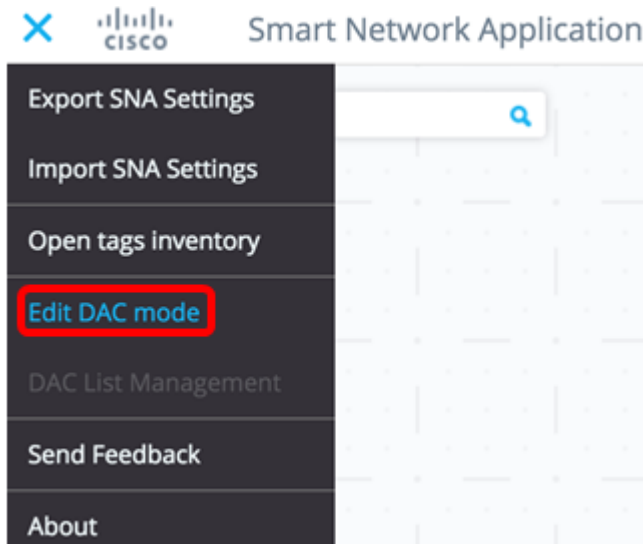 CISCO
Smart Network Application
Export SNA Settings
Import SNA Settings
Open tags inventory
Edit DAC mode
DAC List Management
Send Feedback
About